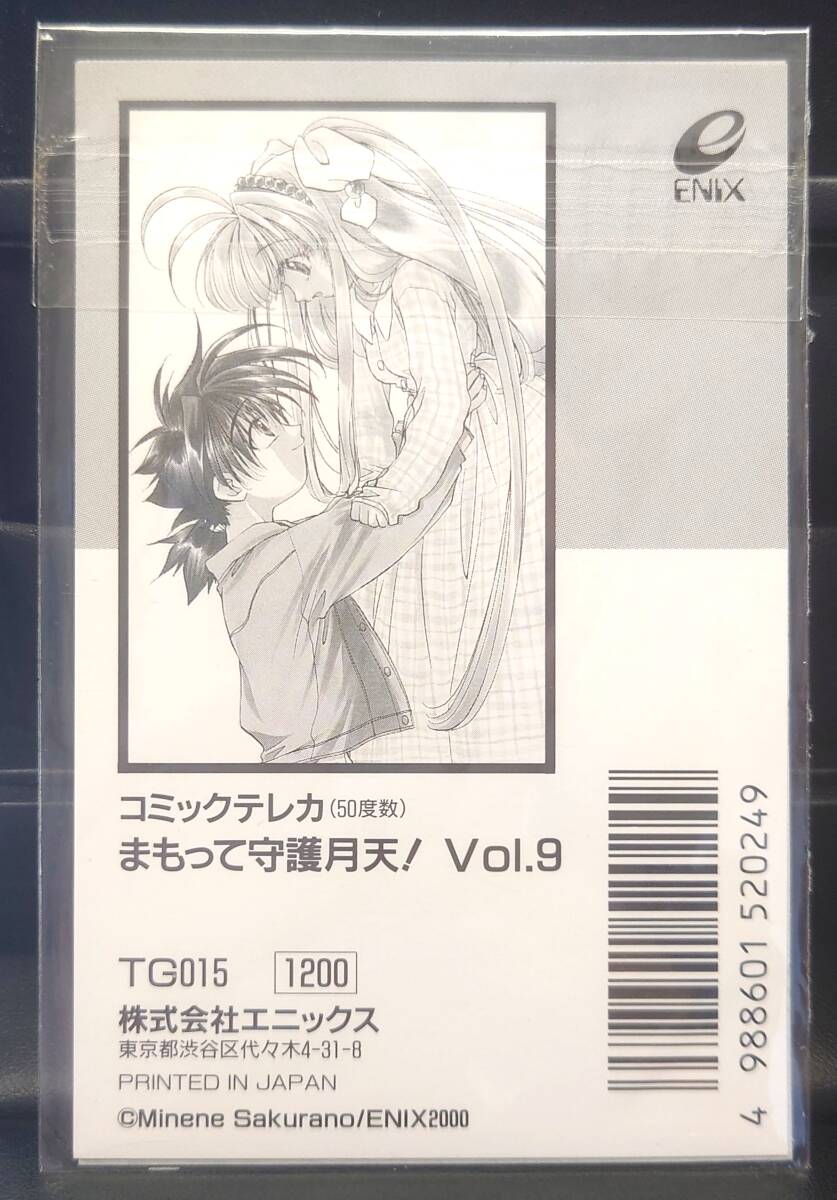 ENIX
コミックテレカ(50度数)
まもって守護月天! Vol.9
TG015 1200
株式会社エニックス
東京都渋谷区代々木4-31-8
PRINTED IN JAPAN
©Minene Sakurano/ENIX2000
4 988601 520249